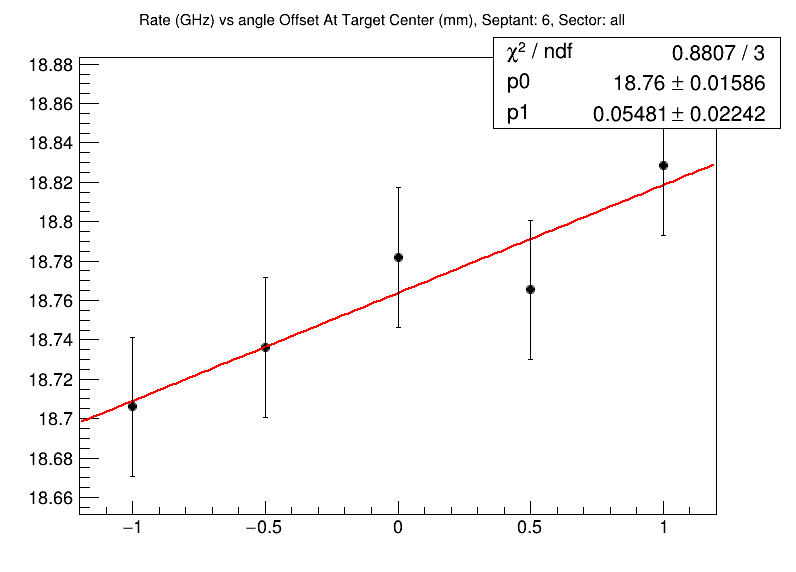 Rate (GHz) vs angle Offset At Target Center (mm), Septant: 6, Sector: all
χ² / ndf 0.8807 / 3
p0 18.76 ± 0.01586
p1 0.05481 ± 0.02242
18.88
18.86
18.84
18.82
18.8
18.78
18.76
18.74
18.72
18.7
18.68
18.66
−1 −0.5 0 0.5 1